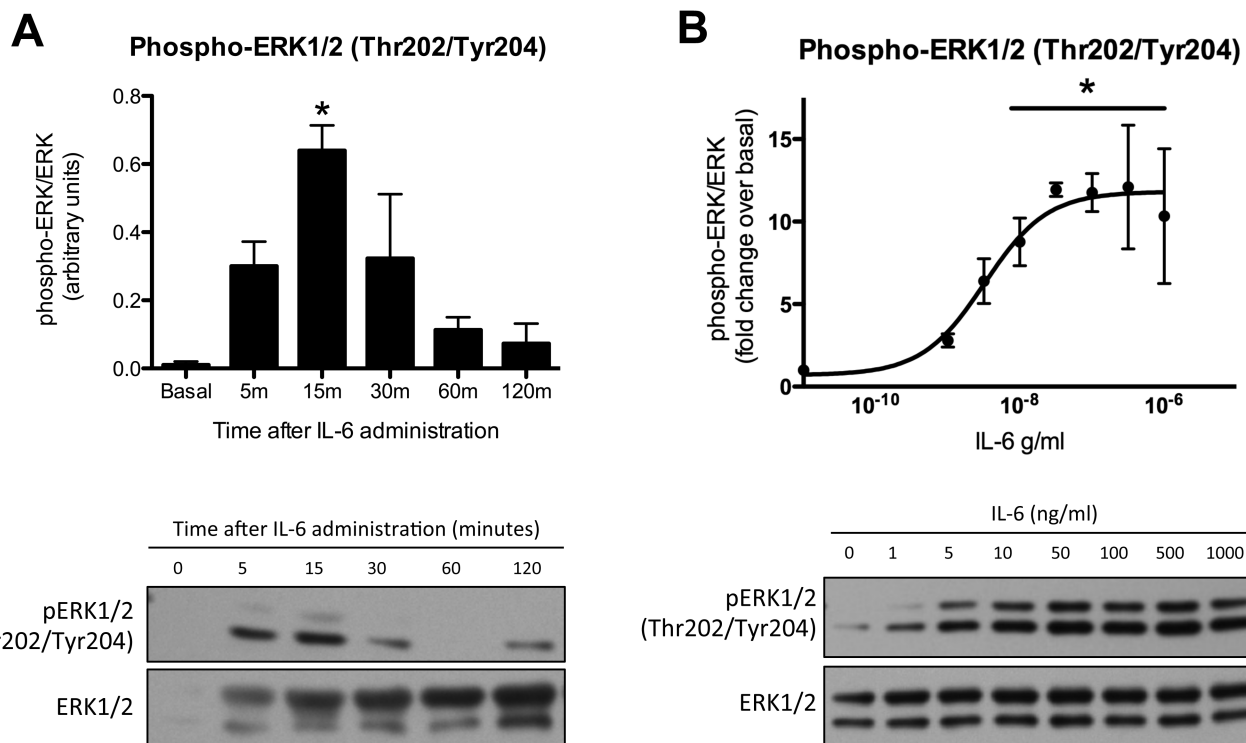 A
Phospho-ERK1/2 (Thr202/Tyr204)
phospho-ERK/ERK
(arbitrary units)
0.8
0.6
0.4
0.2
0.0
*
Basal 5m 15m 30m 60m 120m
Time after IL-6 administration
Time after IL-6 administration (minutes)
0 5 15 30 60 120
pERK1/2
r202/Tyr204)
ERK1/2
B
Phospho-ERK1/2 (Thr202/Tyr204)
phospho-ERK/ERK
(fold change over basal)
*
15
10
5
0
10-10 10-8 10-6
IL-6 g/ml
IL-6 (ng/ml)
0 1 5 10 50 100 500 1000
pERK1/2
(Thr202/Tyr204)
ERK1/2